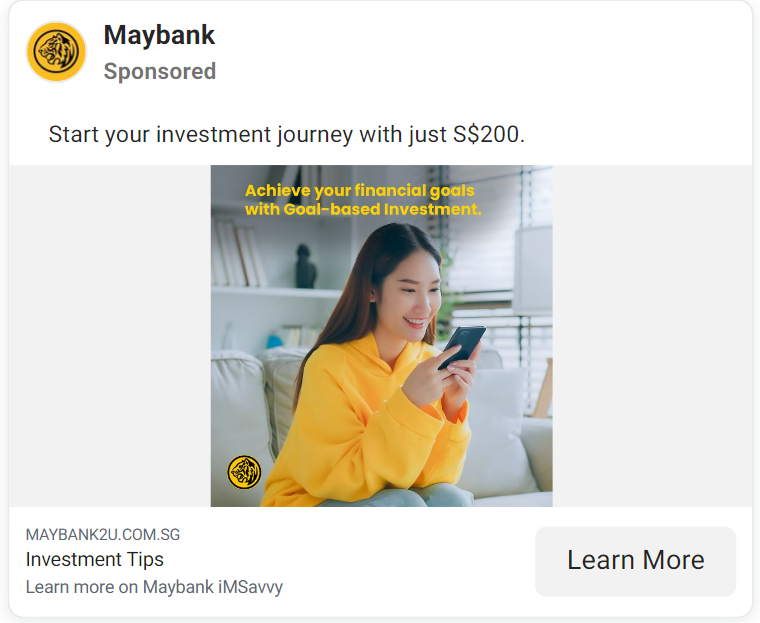 Maybank
Sponsored
Start your investment journey with just S$200.
Achieve your financial goals
with Goal-based Investment.
MAYBANK2U.COM.SG
Investment Tips
Learn more on Maybank iMSavvy
Learn More